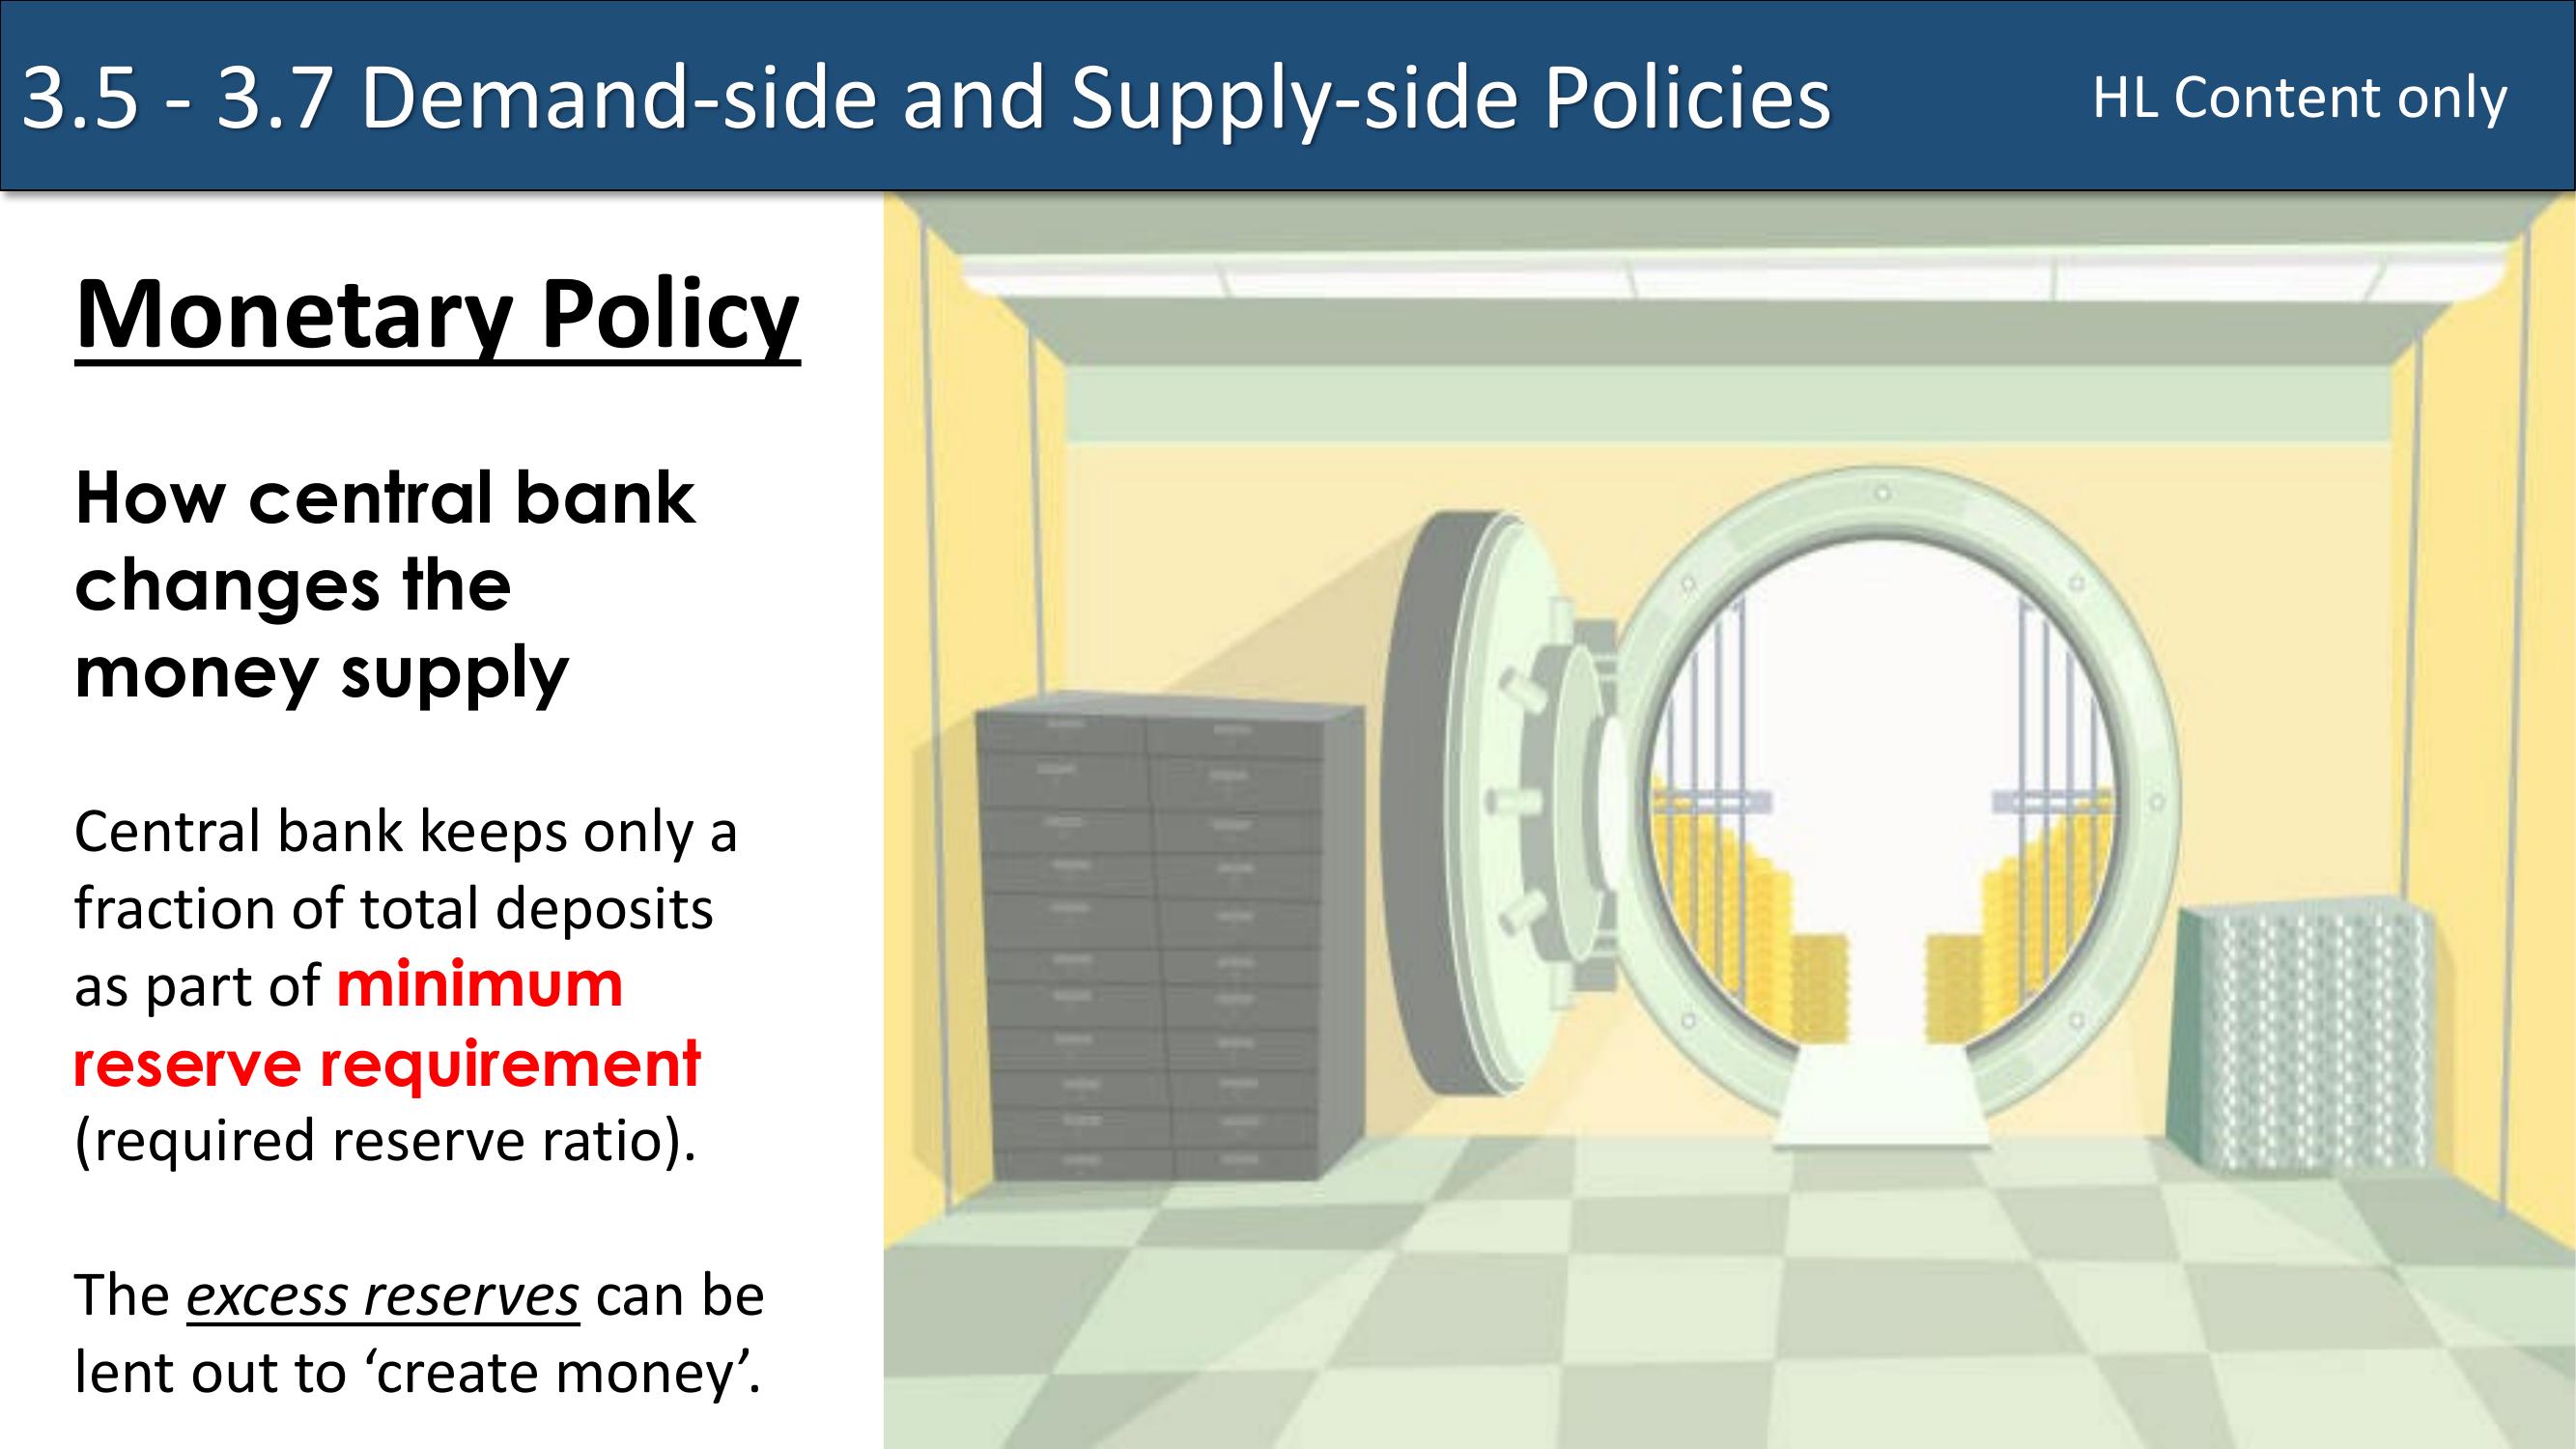 3.5 - 3.7 Demand-side and Supply-side Policies
HL Content only
Monetary Policy
How central bank
changes the
money supply
Central bank keeps only a
fraction of total deposits
as part of minimum
reserve requirement
(required reserve ratio).
The excess reserves can be
lent out to ‘create money’.